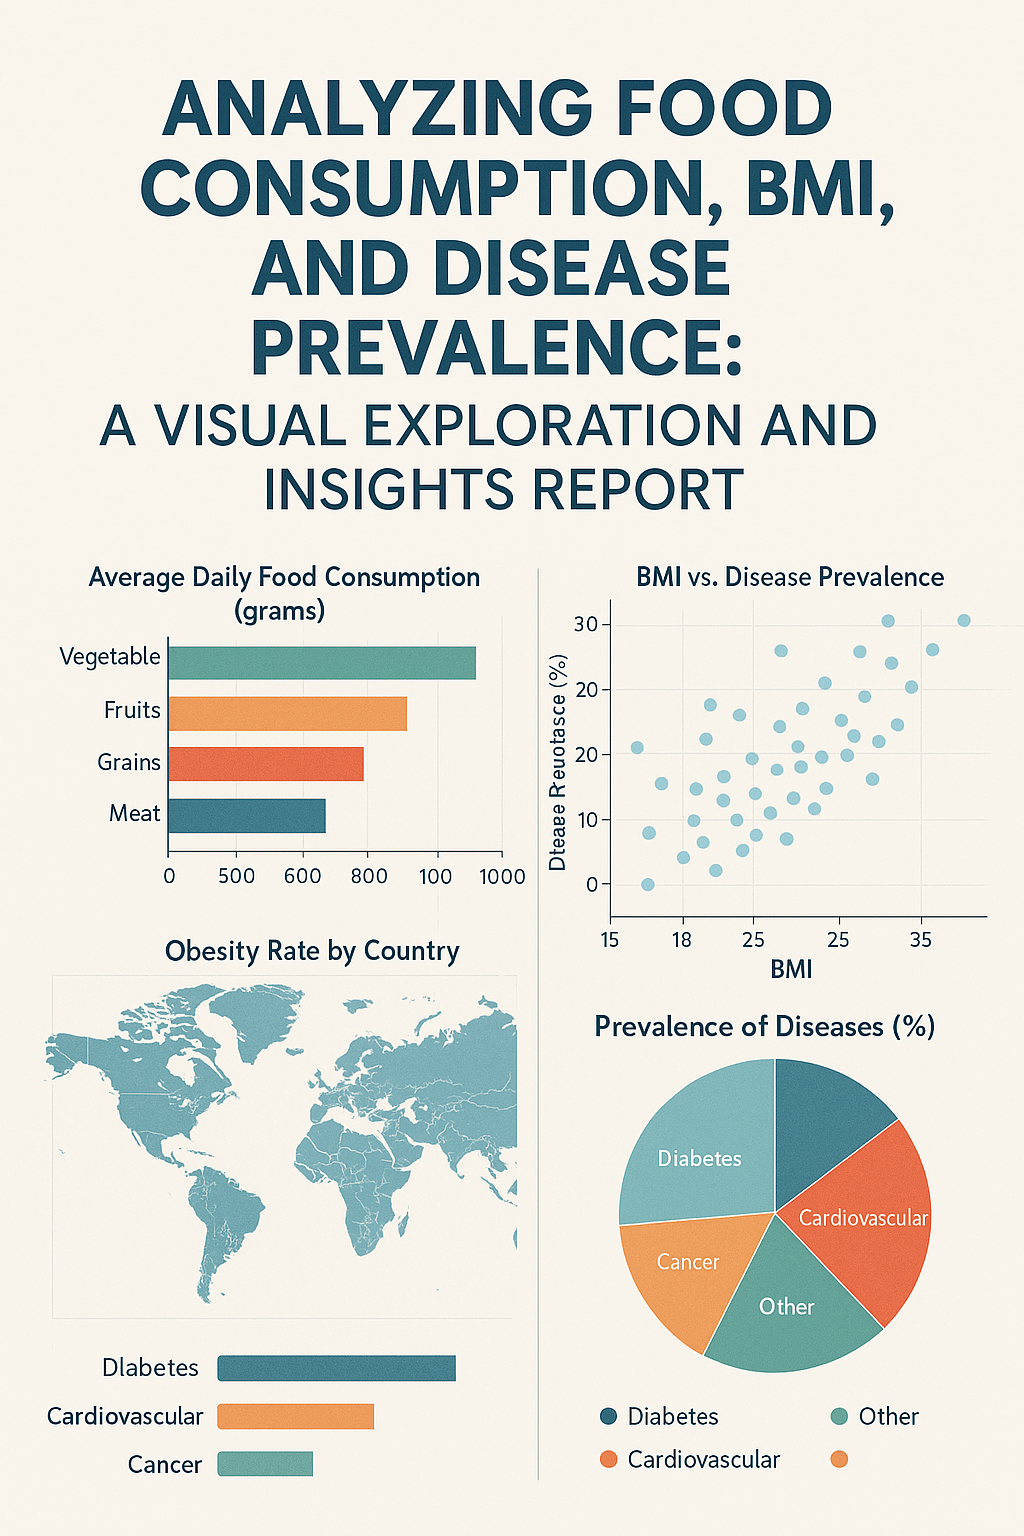 ANALYZING FOOD
CONSUMPTION, BMI,
AND DISEASE
PREVALENCE:
A VISUAL EXPLORATION AND
INSIGHTS REPORT
Average Daily Food Consumption
(grams)
Vegetable
Fruits
Grains
Meat
0 500 600 800 100 1000
BMI vs. Disease Prevalence
30
20
20
10
0
15 18 25 25 35
BMI
Obesity Rate by Country
Dlabetes
Cardiovascular
Cancer
Prevalence of Diseases (%)
Diabetes
Cardiovascular
Cancer
Other
Diabetes
Other
Cardiovascular